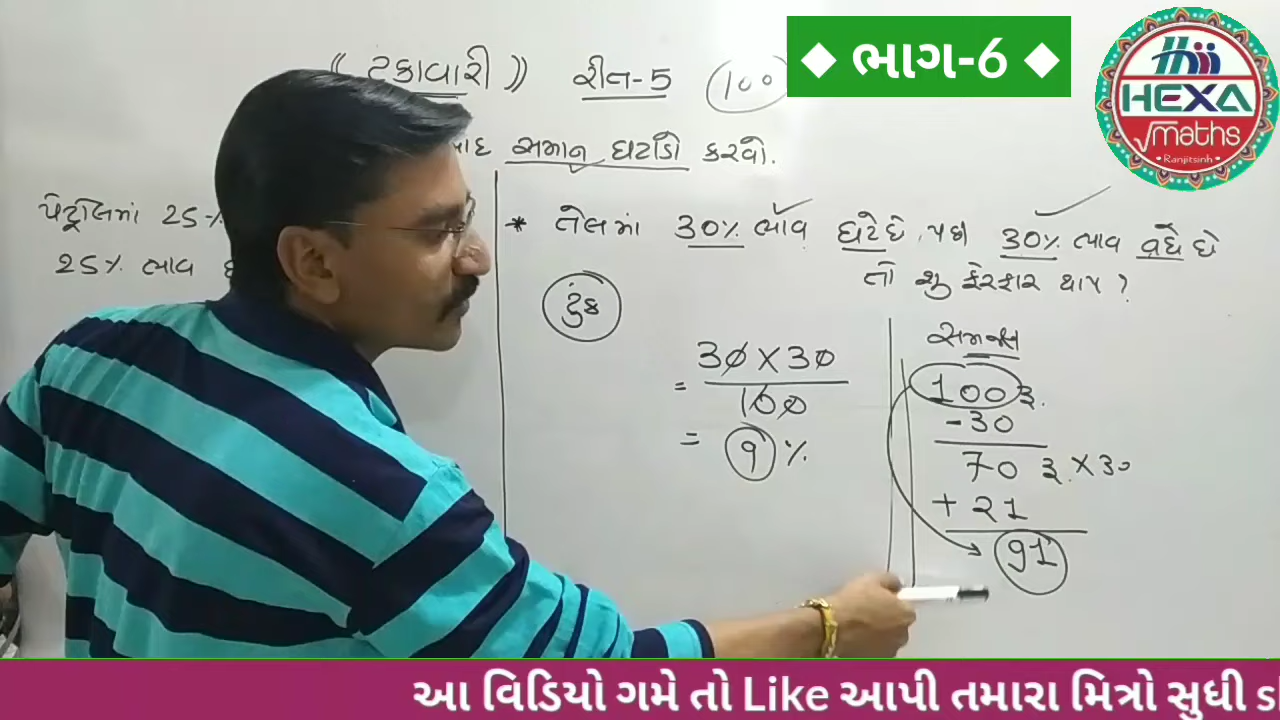 ◆ ભાગ-6 ◆
HEXA
√maths
Ranjitsinh
(( ટકાવારી )) રીત-5 100
બાદ સમાન ઘટાડો કરવો.
પેટ્રોલમાં 25%
25% ભાવ
* તેલમાં 30% ભાવ ઘટે છે, પછી 30% ભાવ વધે છે
તો શું ફેરફાર થાય ?
ટુંક
= 30 X 30
100
= 9 %
સમજ
100 રૂ.
-30
70 રૂ. X 30
+ 21
91
આ વિડિયો ગમે તો Like આપી તમારા મિત્રો સુધી